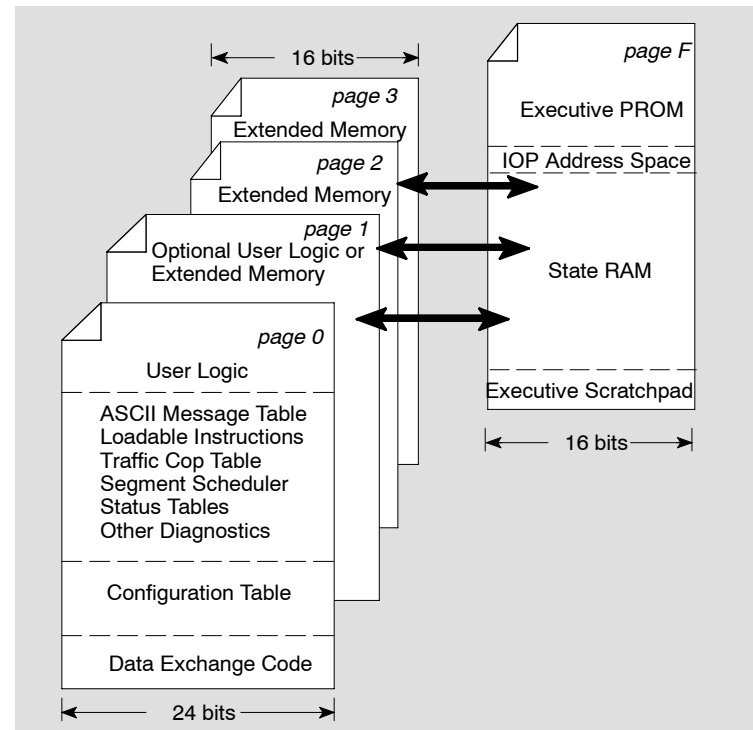 16 bits
page 3
Extended Memory
page 2
Extended Memory
page 1
Optional User Logic or
Extended Memory
page 0
User Logic
ASCII Message Table
Loadable Instructions
Traffic Cop Table
Segment Scheduler
Status Tables
Other Diagnostics
Configuration Table
Data Exchange Code
24 bits
page F
Executive PROM
IOP Address Space
State RAM
Executive Scratchpad
16 bits